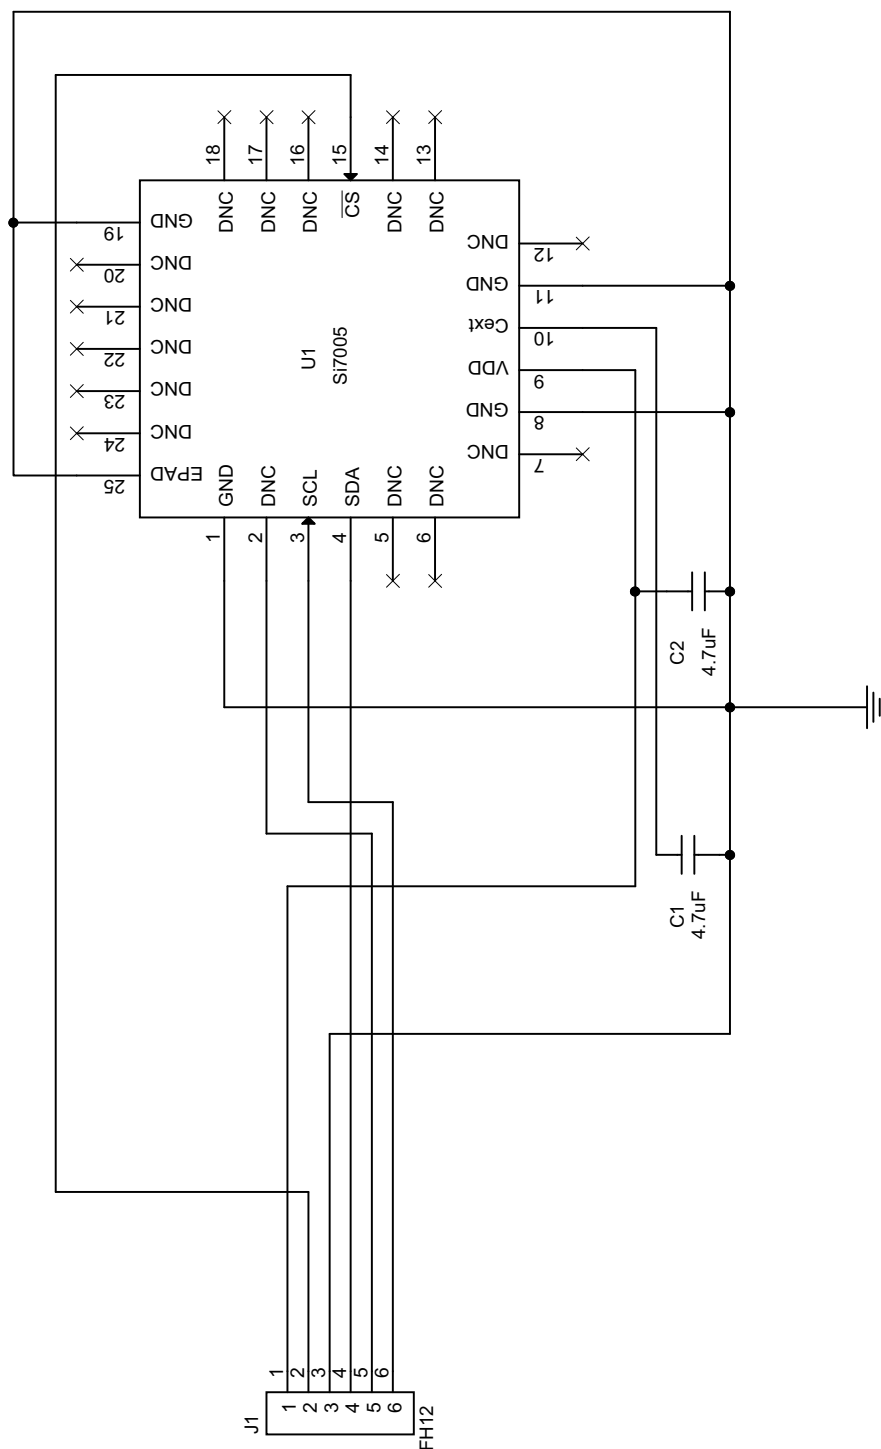 18
17
16
15
14
13
DNC
DNC
DNC
CS
DNC
DNC
19
GND
20
DNC
21
DNC
22
DNC
23
DNC
24
DNC
25
EPAD
DNC
12
GND
11
Cext
10
VDD
9
GND
8
DNC
7
U1
Si7005
GND
DNC
SCL
SDA
DNC
DNC
1
2
3
4
5
6
C2
4.7uF
C1
4.7uF
1
2
3
4
5
6
J1
1
2
3
4
5
6
FH12